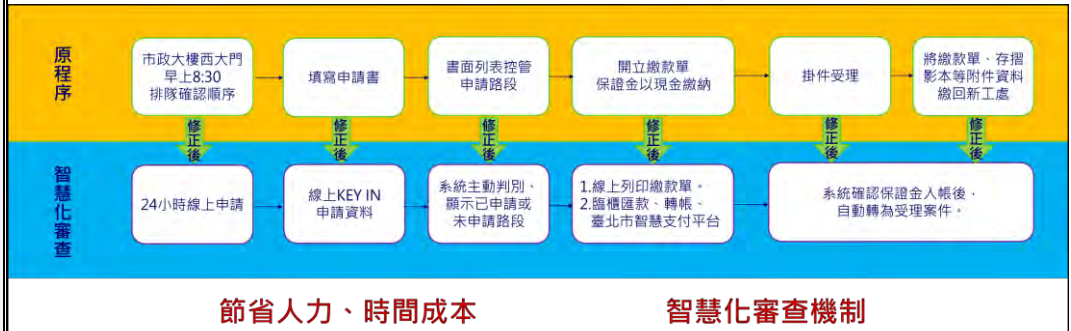 原程序
市政大樓西大門
早上8:30
排隊確認順序
填寫申請書
書面列表控管
申請路段
開立繳款單
保證金以現金繳納
掛件受理
將繳款單、存摺
影本等附件資料
繳回新工處
修正後
修正後
修正後
修正後
修正後
修正後
智慧化審查
24小時線上申請
線上KEY IN
申請資料
系統主動判別、
顯示已申請或
未申請路段
1.線上列印繳款單。
2.臨櫃匯款、轉帳、
臺北市智慧支付平台
系統確認保證金入帳後，
自動轉為受理案件。
節省人力、時間成本
智慧化審查機制